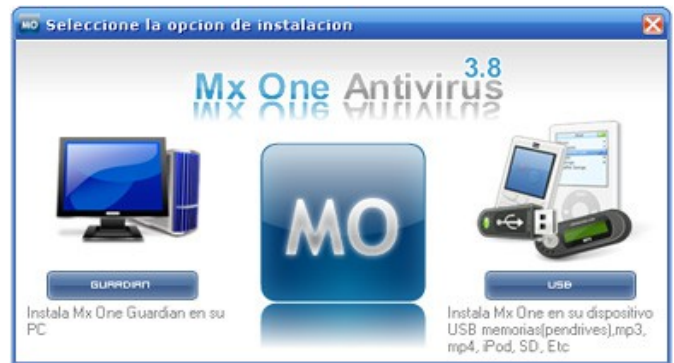 MO Seleccione la opcion de instalacion
Mx One Antivirus
3.8
MO
GUARDIAN
USB
Instala Mx One Guardian en su
PC
Instala Mx One en su dispositivo
USB memorias(pendrives),mp3,
mp4, iPod, SD, Etc